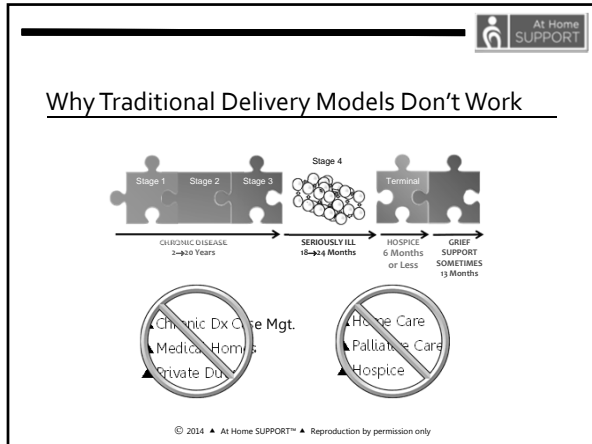 At Home
SUPPORT
Why Traditional Delivery Models Don't Work
Stage 1
Stage 2
Stage 3
Stage 4
Terminal
CHRONIC DISEASE
2→20 Years
SERIOUSLY ILL
18→24 Months
HOSPICE
6 Months
or Less
GRIEF
SUPPORT
SOMETIMES
13 Months
▲Chronic Dx Case Mgt.
▲Medical Homes
▲Private Duty
▲Home Care
▲Palliative Care
▲Hospice
© 2014 ▲ At Home SUPPORT™ ▲ Reproduction by permission only